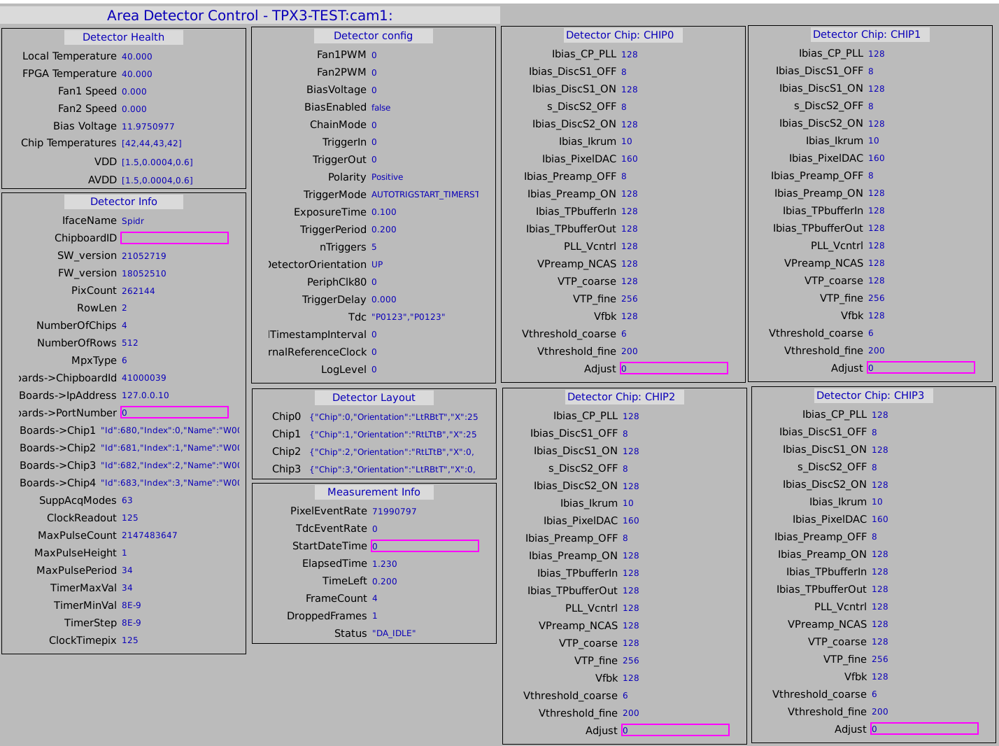 Area Detector Control - TPX3-TEST:cam1:
Detector Health
Local Temperature 40.000
FPGA Temperature 40.000
Fan1 Speed 0.000
Fan2 Speed 0.000
Bias Voltage 11.9750977
Chip Temperatures [42,44,43,42]
VDD [1.5,0.0004,0.6]
AVDD [1.5,0.0004,0.6]
Detector Info
IfaceName Spidr
ChipboardID
SW_version 21052719
FW_version 18052510
PixCount 262144
RowLen 2
NumberOfChips 4
NumberOfRows 512
MpxType 6
oards->ChipboardId 41000039
Boards->IpAddress 127.0.0.10
oards->PortNumber 0
Boards->Chip1 "Id":680,"Index":0,"Name":"W00
Boards->Chip2 "Id":681,"Index":1,"Name":"W00
Boards->Chip3 "Id":682,"Index":2,"Name":"W00
Boards->Chip4 "Id":683,"Index":3,"Name":"W00
SuppAcqModes 63
ClockReadout 125
MaxPulseCount 2147483647
MaxPulseHeight 1
MaxPulsePeriod 34
TimerMaxVal 34
TimerMinVal 8E-9
TimerStep 8E-9
ClockTimepix 125
Detector config
Fan1PWM 0
Fan2PWM 0
BiasVoltage 0
BiasEnabled false
ChainMode 0
TriggerIn 0
TriggerOut 0
Polarity Positive
TriggerMode AUTOTRIGSTART_TIMERST
ExposureTime 0.100
TriggerPeriod 0.200
nTriggers 5
DetectorOrientation UP
PeriphClk80 0
TriggerDelay 0.000
Tdc "P0123","P0123"
lTimestampInterval 0
rnalReferenceClock 0
LogLevel 0
Detector Layout
Chip0 {"Chip":0,"Orientation":"LtRBtT","X":25
Chip1 {"Chip":1,"Orientation":"RtLTtB","X":25
Chip2 {"Chip":2,"Orientation":"RtLTtB","X":0,
Chip3 {"Chip":3,"Orientation":"LtRBtT","X":0,
Measurement Info
PixelEventRate 71990797
TdcEventRate 0
StartDateTime 0
ElapsedTime 1.230
TimeLeft 0.200
FrameCount 4
DroppedFrames 1
Status "DA_IDLE"
Detector Chip: CHIP0
Ibias_CP_PLL 128
Ibias_DiscS1_OFF 8
Ibias_DiscS1_ON 128
s_DiscS2_OFF 8
Ibias_DiscS2_ON 128
Ibias_Ikrum 10
Ibias_PixelDAC 160
Ibias_Preamp_OFF 8
Ibias_Preamp_ON 128
Ibias_TPbufferIn 128
Ibias_TPbufferOut 128
PLL_Vcntrl 128
VPreamp_NCAS 128
VTP_coarse 128
VTP_fine 256
Vfbk 128
Vthreshold_coarse 6
Vthreshold_fine 200
Adjust 0
Detector Chip: CHIP1
Ibias_CP_PLL 128
Ibias_DiscS1_OFF 8
Ibias_DiscS1_ON 128
s_DiscS2_OFF 8
Ibias_DiscS2_ON 128
Ibias_Ikrum 10
Ibias_PixelDAC 160
Ibias_Preamp_OFF 8
Ibias_Preamp_ON 128
Ibias_TPbufferIn 128
Ibias_TPbufferOut 128
PLL_Vcntrl 128
VPreamp_NCAS 128
VTP_coarse 128
VTP_fine 256
Vfbk 128
Vthreshold_coarse 6
Vthreshold_fine 200
Adjust 0
Detector Chip: CHIP2
Ibias_CP_PLL 128
Ibias_DiscS1_OFF 8
Ibias_DiscS1_ON 128
s_DiscS2_OFF 8
Ibias_DiscS2_ON 128
Ibias_Ikrum 10
Ibias_PixelDAC 160
Ibias_Preamp_OFF 8
Ibias_Preamp_ON 128
Ibias_TPbufferIn 128
Ibias_TPbufferOut 128
PLL_Vcntrl 128
VPreamp_NCAS 128
VTP_coarse 128
VTP_fine 256
Vfbk 128
Vthreshold_coarse 6
Vthreshold_fine 200
Adjust 0
Detector Chip: CHIP3
Ibias_CP_PLL 128
Ibias_DiscS1_OFF 8
Ibias_DiscS1_ON 128
s_DiscS2_OFF 8
Ibias_DiscS2_ON 128
Ibias_Ikrum 10
Ibias_PixelDAC 160
Ibias_Preamp_OFF 8
Ibias_Preamp_ON 128
Ibias_TPbufferIn 128
Ibias_TPbufferOut 128
PLL_Vcntrl 128
VPreamp_NCAS 128
VTP_coarse 128
VTP_fine 256
Vfbk 128
Vthreshold_coarse 6
Vthreshold_fine 200
Adjust 0